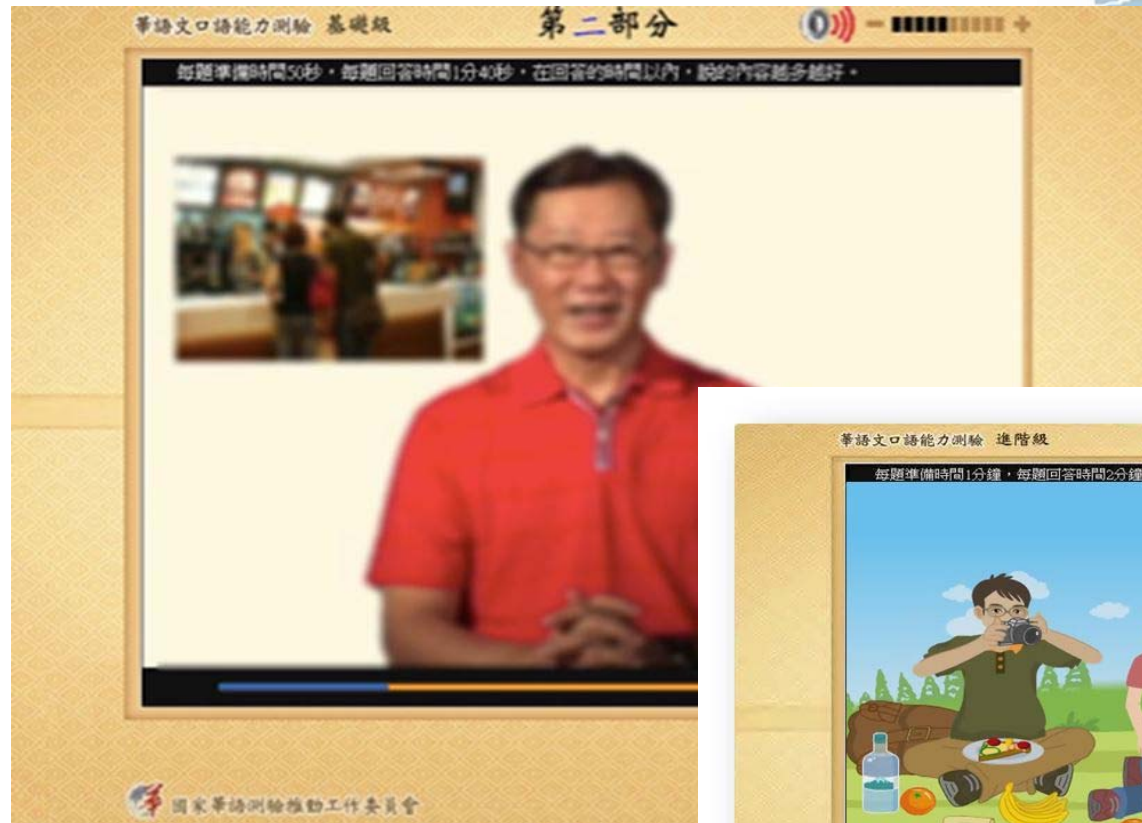 華語文口語能力測驗 基礎級
第二部分
每題準備時間50秒，每題回答時間1分40秒，在回答的時間以內，說的內容越多越好。
國家華語測驗推動工作委員會
華語文口語能力測驗 進階級
每題準備時間1分鐘，每題回答時間2分鐘